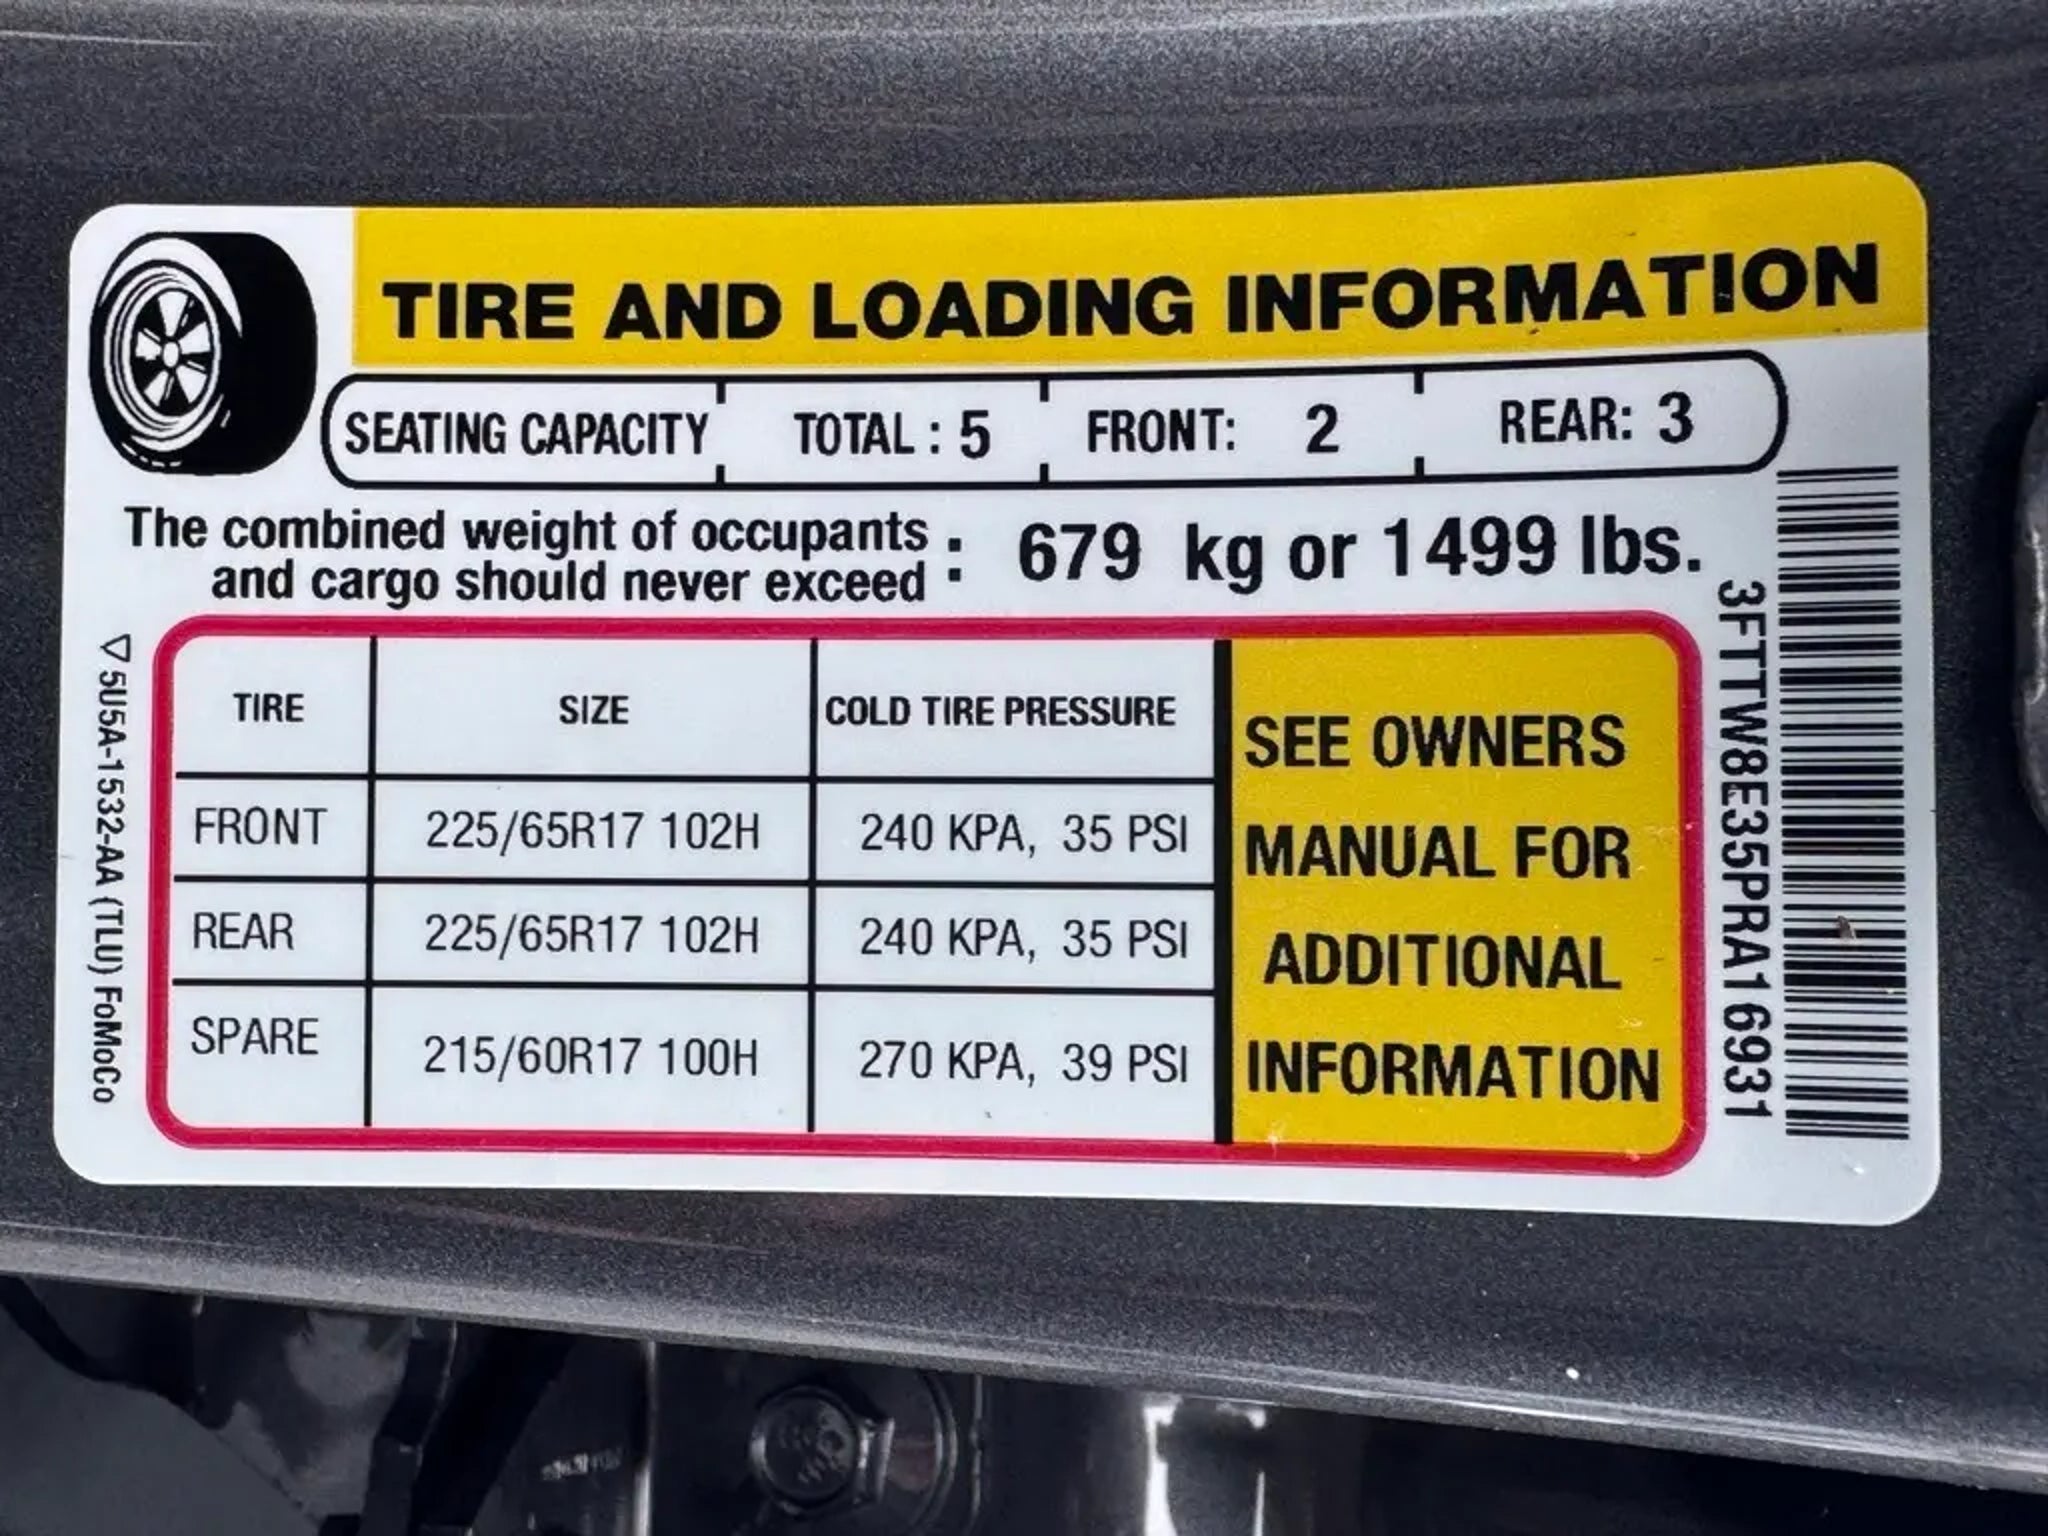 TIRE AND LOADING INFORMATION
SEATING CAPACITY TOTAL : 5 FRONT: 2 REAR: 3
The combined weight of occupants
and cargo should never exceed : 679 kg or 1499 lbs.
TIRE SIZE COLD TIRE PRESSURE
FRONT 225/65R17 102H 240 KPA, 35 PSI
REAR 225/65R17 102H 240 KPA, 35 PSI
SPARE 215/60R17 100H 270 KPA, 39 PSI
SEE OWNERS
MANUAL FOR
ADDITIONAL
INFORMATION
5U5A-1532-AA (TLU) FoMoCo
3FTTW8E35PRA16931